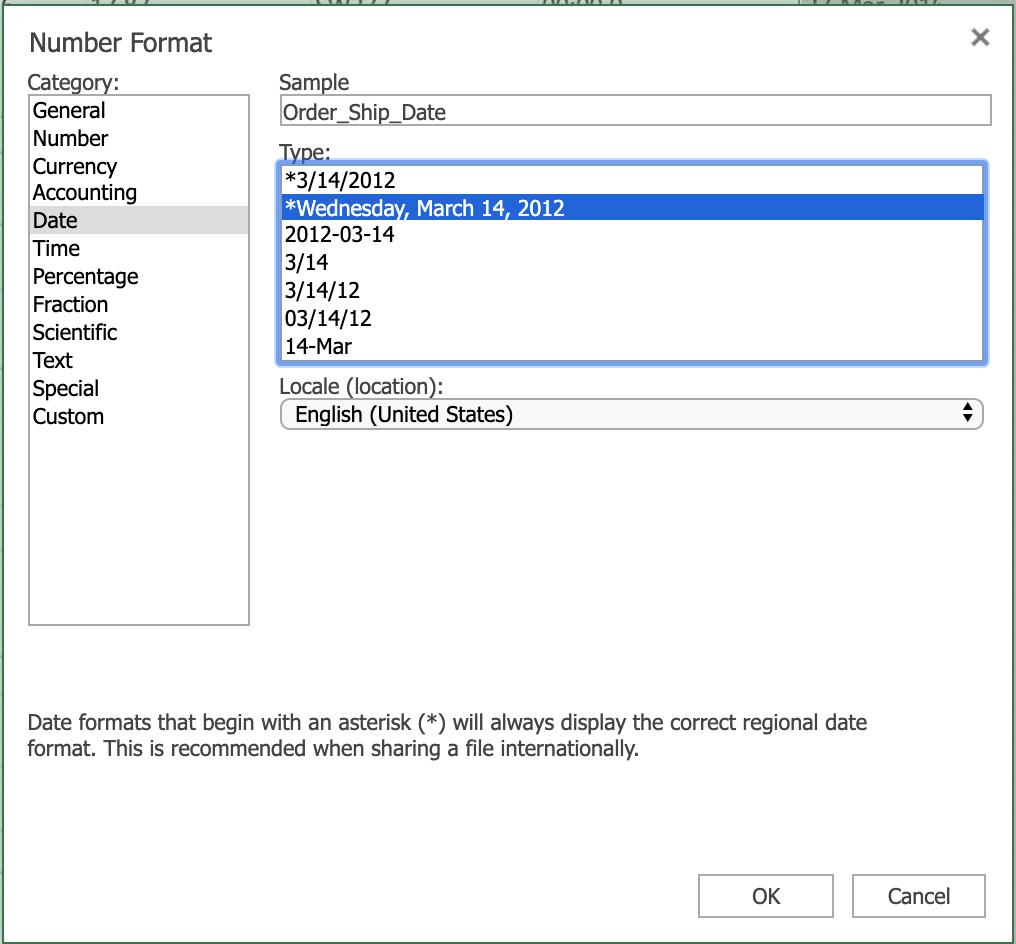 Number Format
Category:
General
Number
Currency
Accounting
Date
Time
Percentage
Fraction
Scientific
Text
Special
Custom
Sample
Order_Ship_Date
Type:
*3/14/2012
*Wednesday, March 14, 2012
2012-03-14
3/14
3/14/12
03/14/12
14-Mar
Locale (location):
English (United States)
Date formats that begin with an asterisk (*) will always display the correct regional date
format. This is recommended when sharing a file internationally.
OK
Cancel